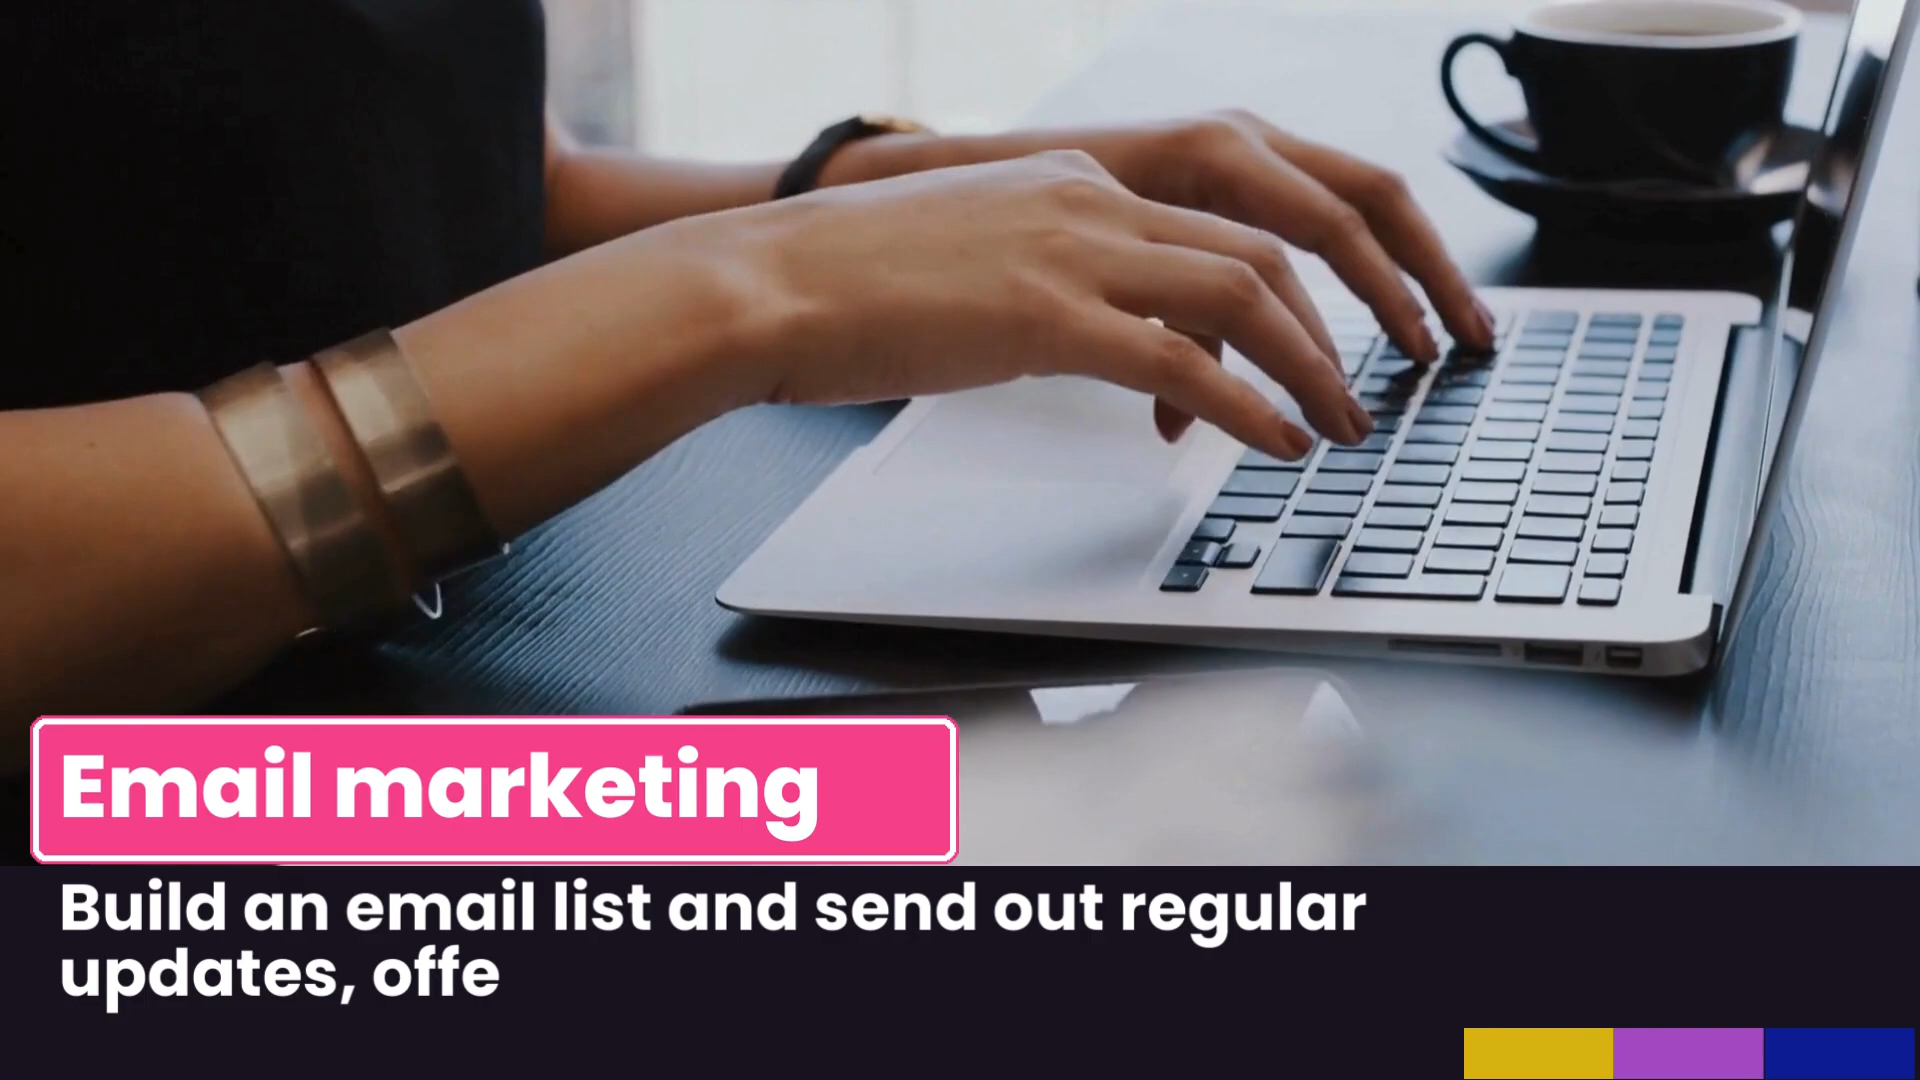 Email marketing
Build an email list and send out regular
updates, offe